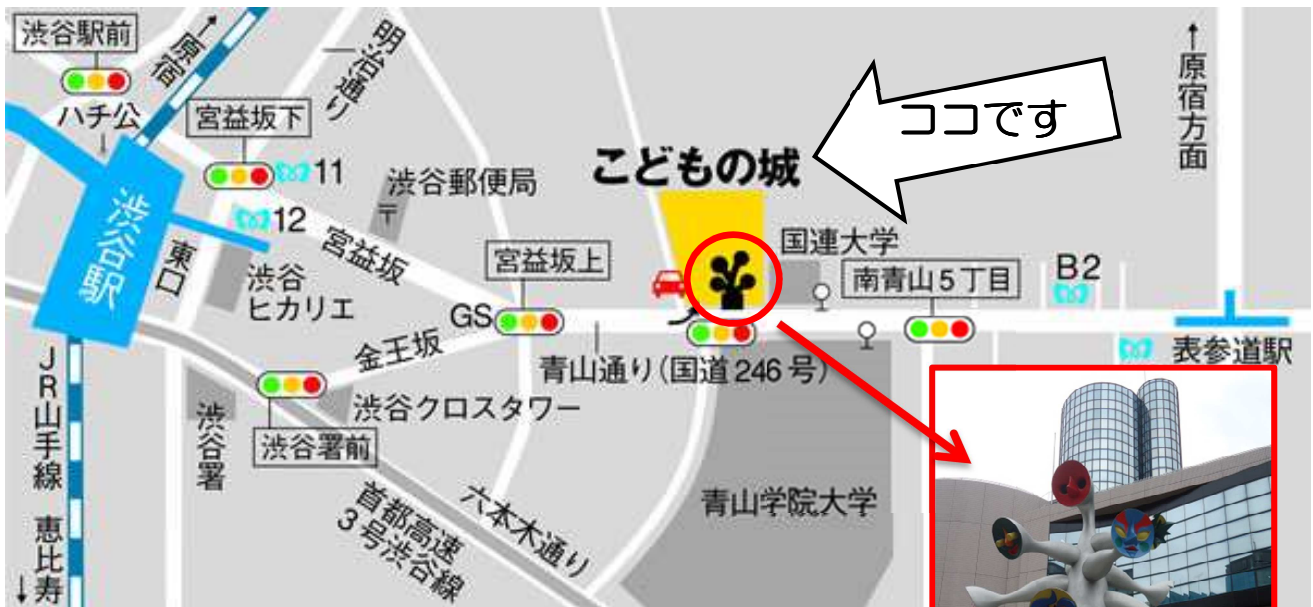 渋谷駅前
↑原宿
明治通り
ハチ公
宮益坂下
11
渋谷郵便局
〒
12
渋谷駅
東口
渋谷
ヒカリエ
宮益坂
宮益坂上
GS
金王坂
渋谷署
渋谷クロスタワー
渋谷署前
JR山手線 恵比寿↓
首都高速
3号渋谷線
六本木通り
青山通り(国道246号)
ココです
こどもの城
国連大学
南青山5丁目
B2
↑原宿方面
表参道駅
青山学院大学